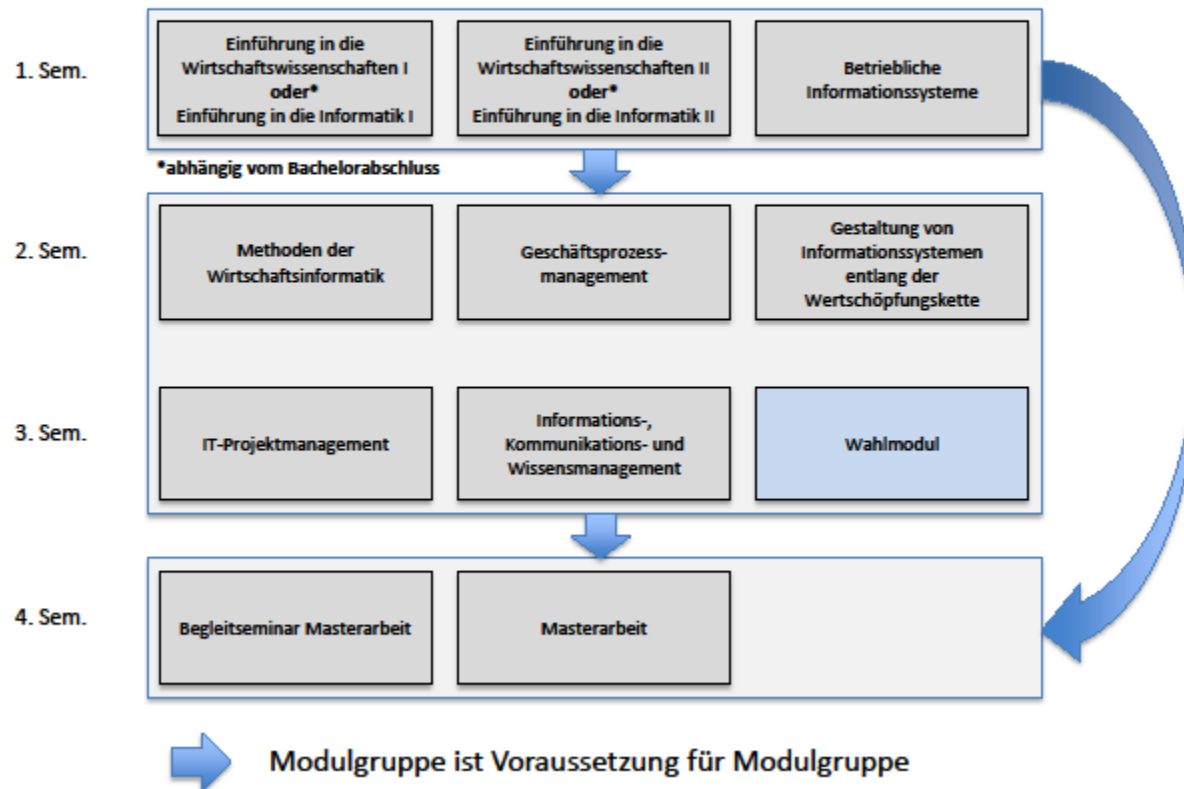 1. Sem.
Einführung in die
Wirtschaftswissenschaften I
oder*
Einführung in die Informatik I
Einführung in die
Wirtschaftswissenschaften II
oder*
Einführung in die Informatik II
Betriebliche
Informationssysteme
*abhängig vom Bachelorabschluss
2. Sem.
Methoden der
Wirtschaftsinformatik
Geschäftsprozess-
management
Gestaltung von
Informationssystemen
entlang der
Wertschöpfungskette
3. Sem.
IT-Projektmanagement
Informations-,
Kommunikations- und
Wissensmanagement
Wahlmodul
4. Sem.
Begleitseminar Masterarbeit
Masterarbeit
Modulgruppe ist Voraussetzung für Modulgruppe